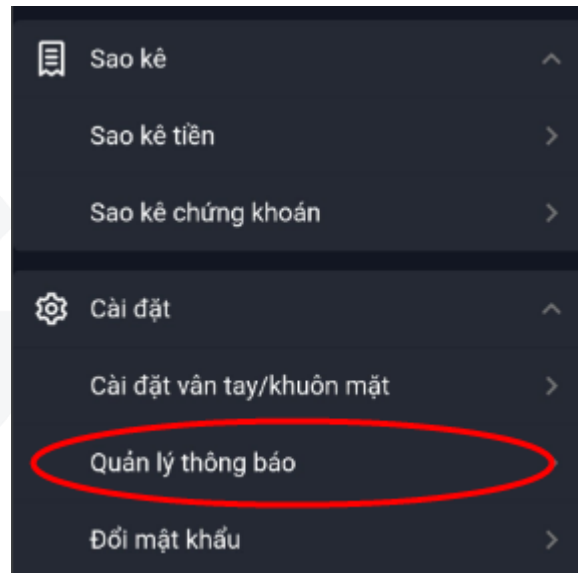 Sao kê
Sao kê tiền
Sao kê chứng khoán
Cài đặt
Cài đặt vân tay/khuôn mặt
Quản lý thông báo
Đổi mật khẩu